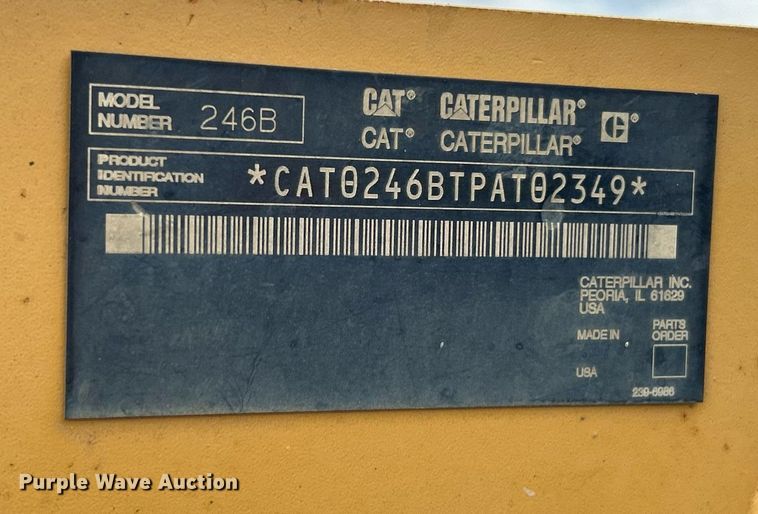 MODEL NUMBER 246B
CAT® CATERPILLAR® C®
CAT® CATERPILLAR®
PRODUCT IDENTIFICATION NUMBER *CAT0246BTPAT02349*
CATERPILLAR INC.
PEORIA, IL 61629
USA
MADE IN
USA
PARTS ORDER
239-6986
Purple Wave Auction